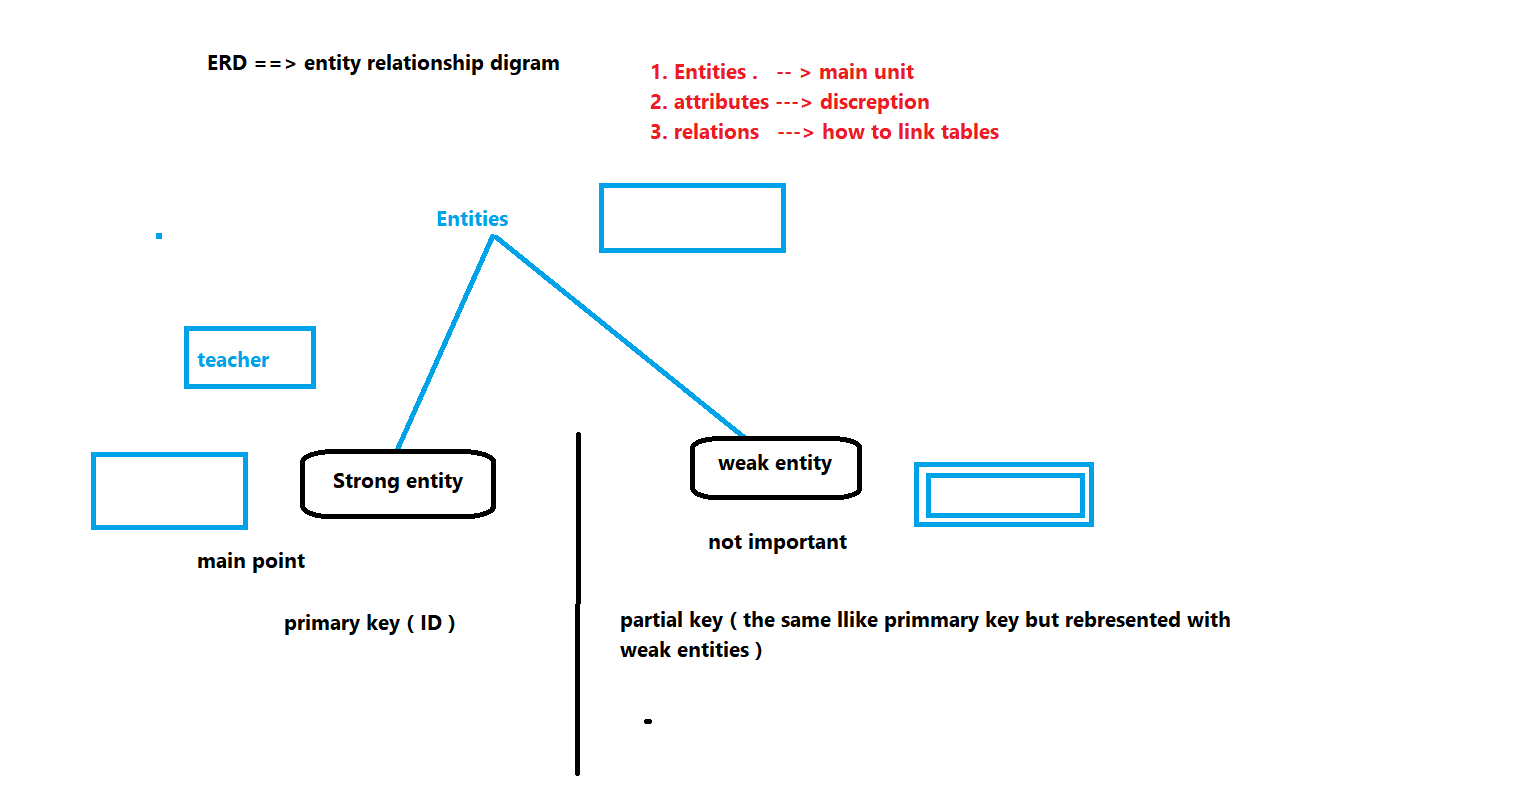 ERD ==> entity relationship digram
1. Entities .   -- > main unit
2. attributes ---> discreption
3. relations   ---> how to link tables
Entities
teacher
Strong entity
weak entity
main point
not important
primary key ( ID )
partial key ( the same llike primmary key but rebresented with
weak entities )